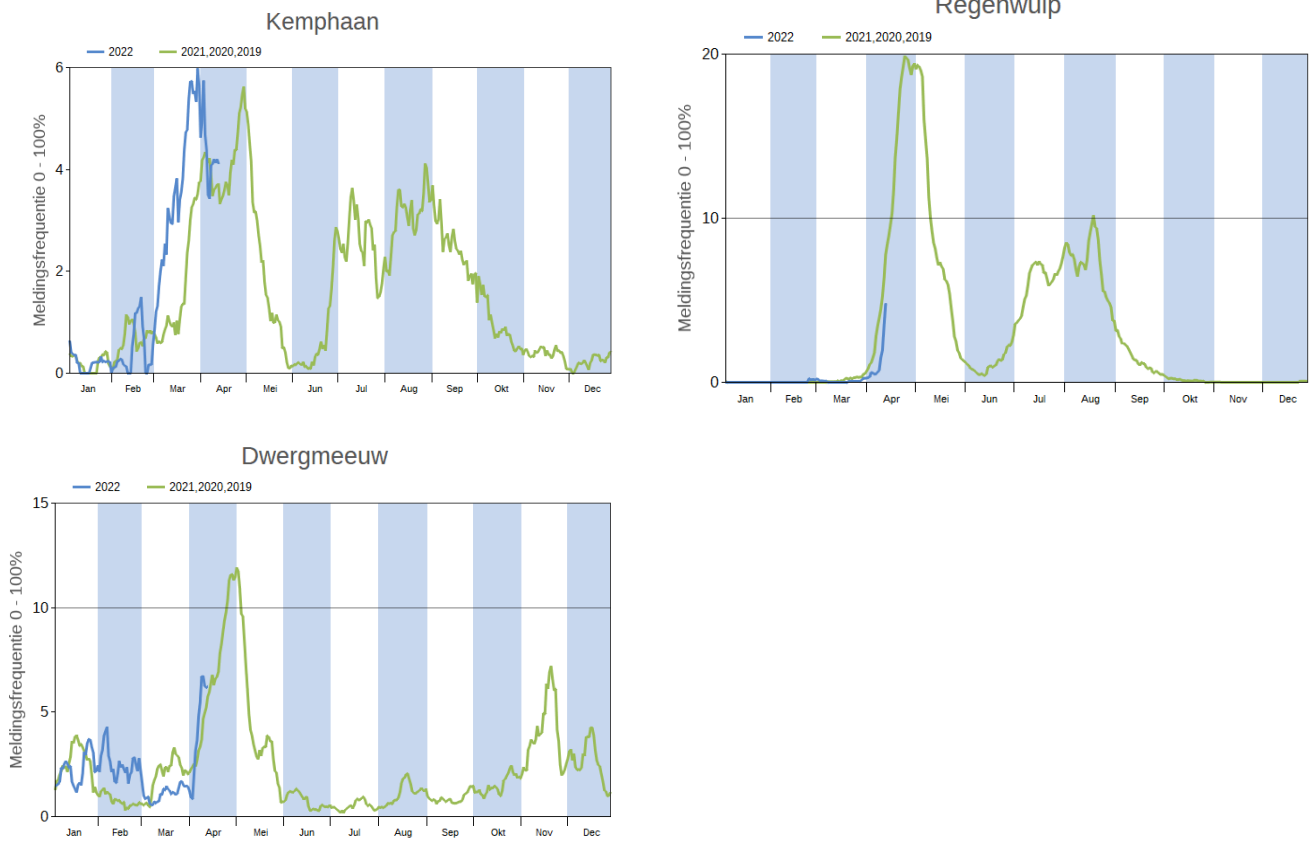 Kemphaan
2022 2021,2020,2019
Meldingsfrequentie 0 - 100%
6
4
2
0
Jan Feb Mar Apr Mei Jun Jul Aug Sep Okt Nov Dec
Regenwulp
2022 2021,2020,2019
Meldingsfrequentie 0 - 100%
20
10
0
Jan Feb Mar Apr Mei Jun Jul Aug Sep Okt Nov Dec
Dwergmeeuw
2022 2021,2020,2019
Meldingsfrequentie 0 - 100%
15
10
5
0
Jan Feb Mar Apr Mei Jun Jul Aug Sep Okt Nov Dec